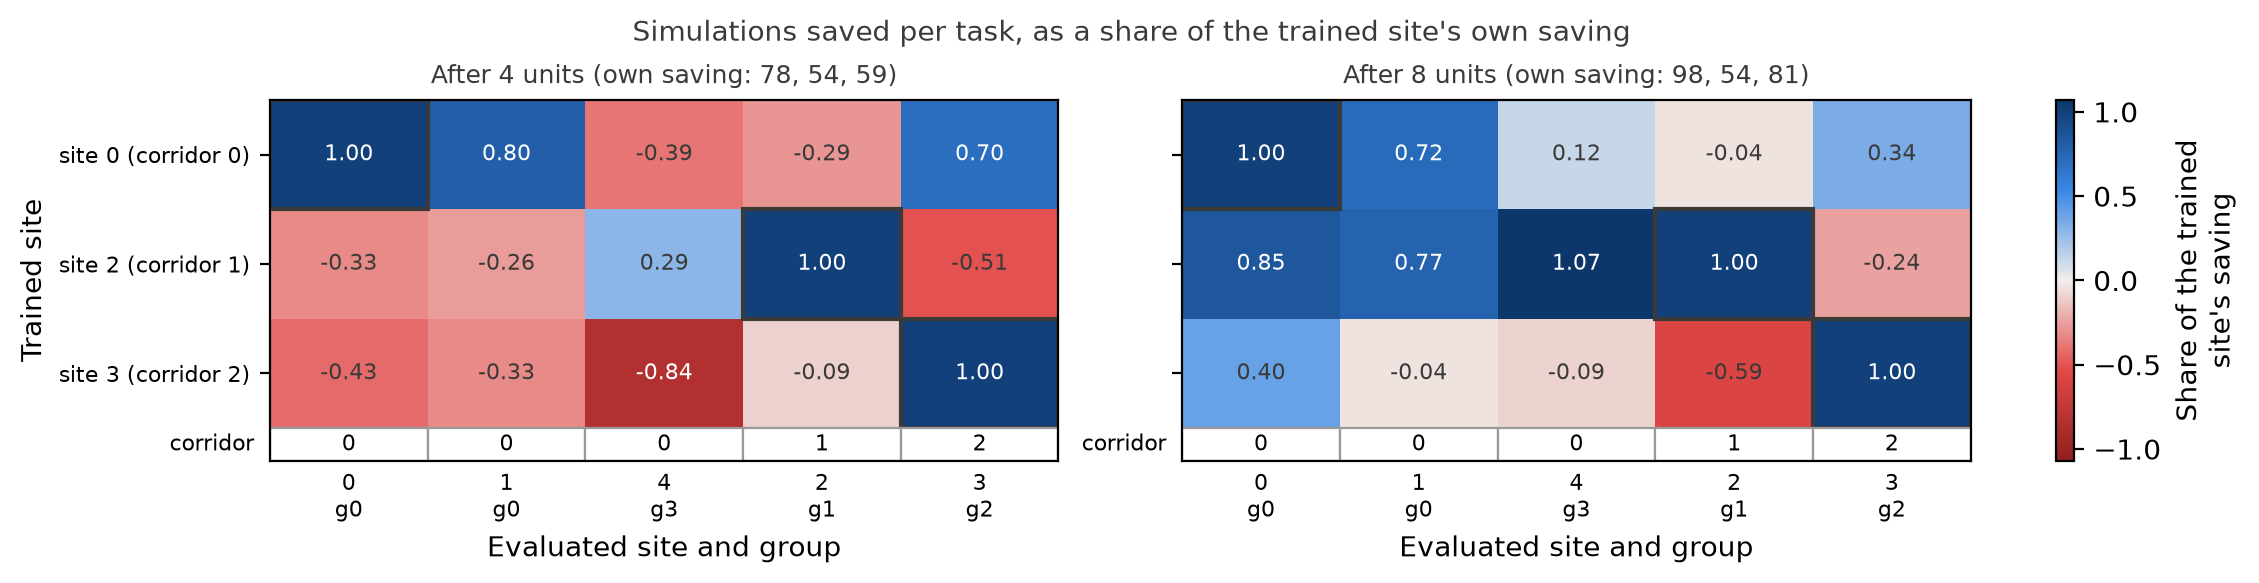 Simulations saved per task, as a share of the trained site's own saving
After 4 units (own saving: 78, 54, 59)
After 8 units (own saving: 98, 54, 81)
Trained site
site 0 (corridor 0)
1.00 0.80 -0.39 -0.29 0.70
site 2 (corridor 1)
-0.33 -0.26 0.29 1.00 -0.51
site 3 (corridor 2)
-0.43 -0.33 -0.84 -0.09 1.00
corridor 0 0 0 1 2
0 1 4 2 3
g0 g0 g3 g1 g2
Evaluated site and group
1.00 0.72 0.12 -0.04 0.34
0.85 0.77 1.07 1.00 -0.24
0.40 -0.04 -0.09 -0.59 1.00
corridor 0 0 0 1 2
0 1 4 2 3
g0 g0 g3 g1 g2
Evaluated site and group
1.0
0.5
0.0
−0.5
−1.0
Share of the trained
site's saving